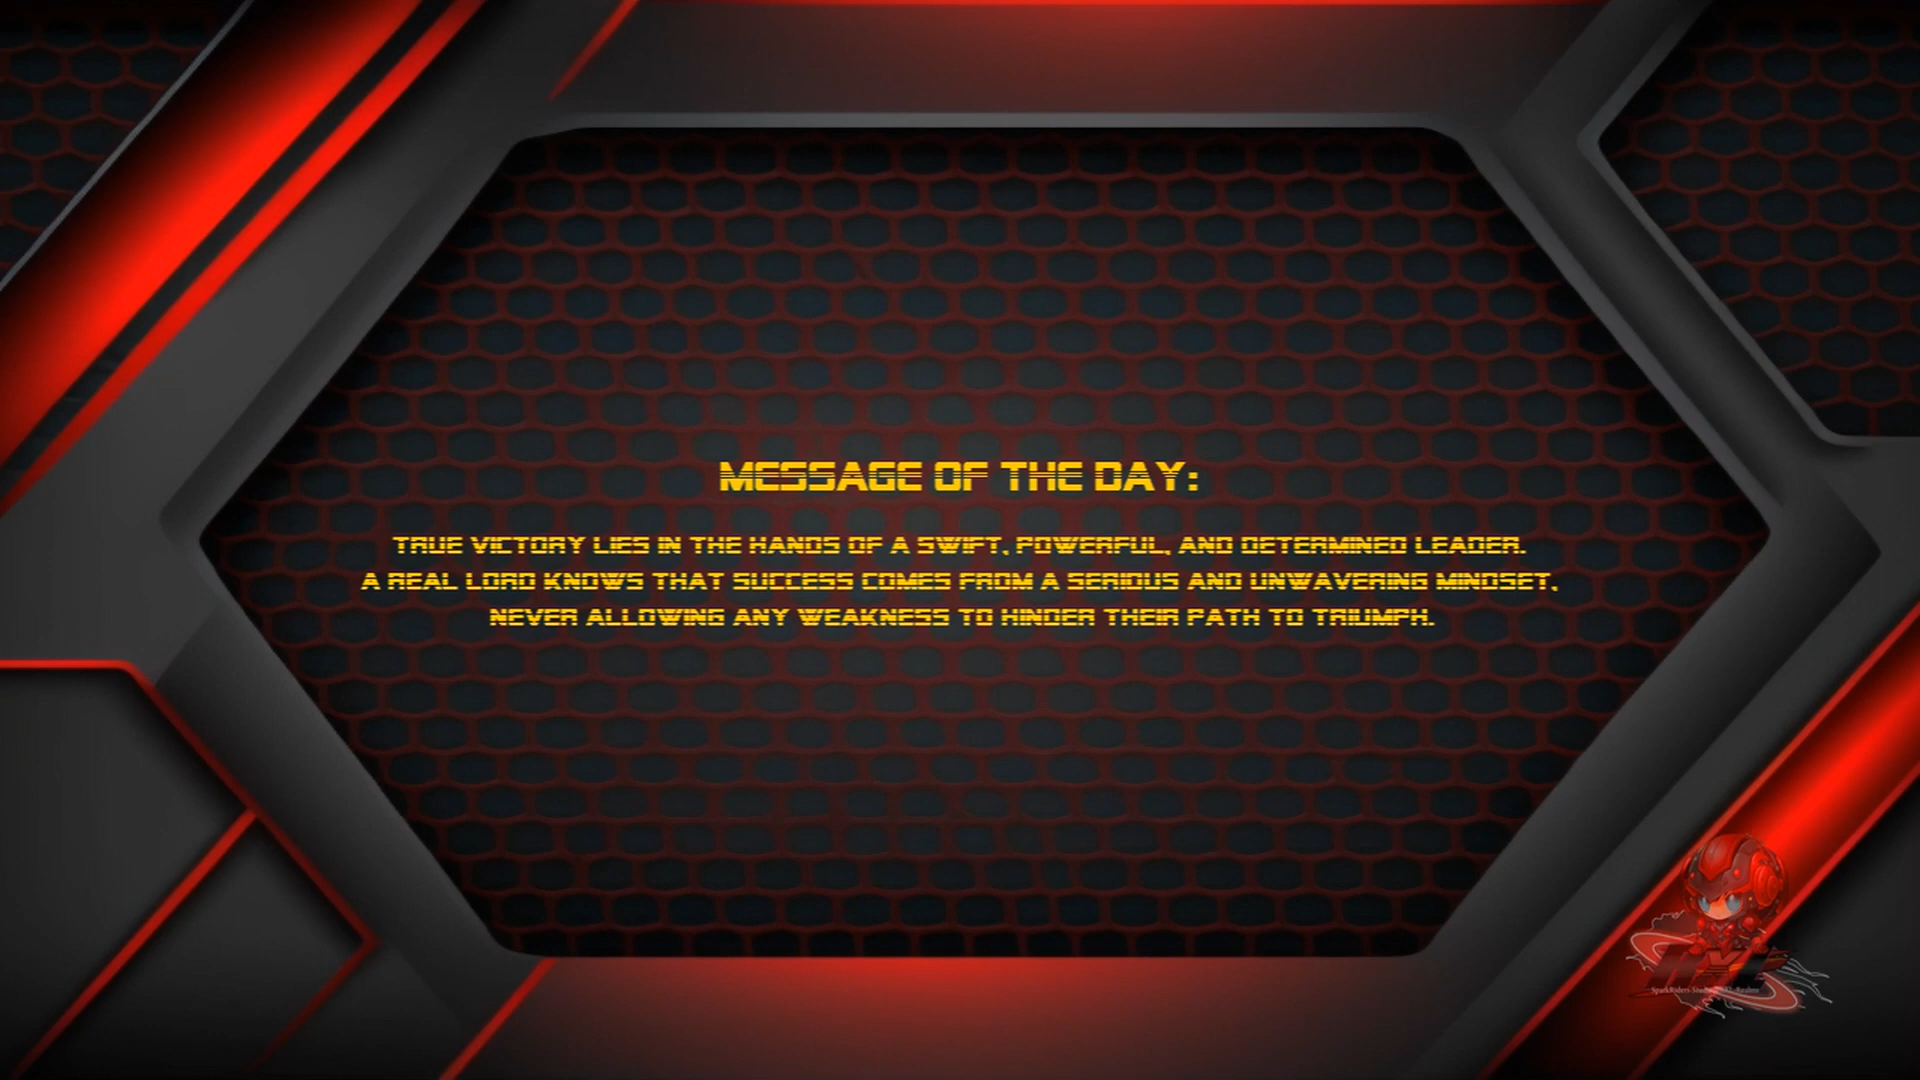 MESSAGE OF THE DAY:
TRUE VICTORY LIES IN THE HANDS OF A SWIFT, POWERFUL, AND DETERMINED LEADER.
A REAL LORD KNOWS THAT SUCCESS COMES FROM A SERIOUS AND UNWAVERING MINDSET,
NEVER ALLOWING ANY WEAKNESS TO HINDER THEIR PATH TO TRIUMPH.